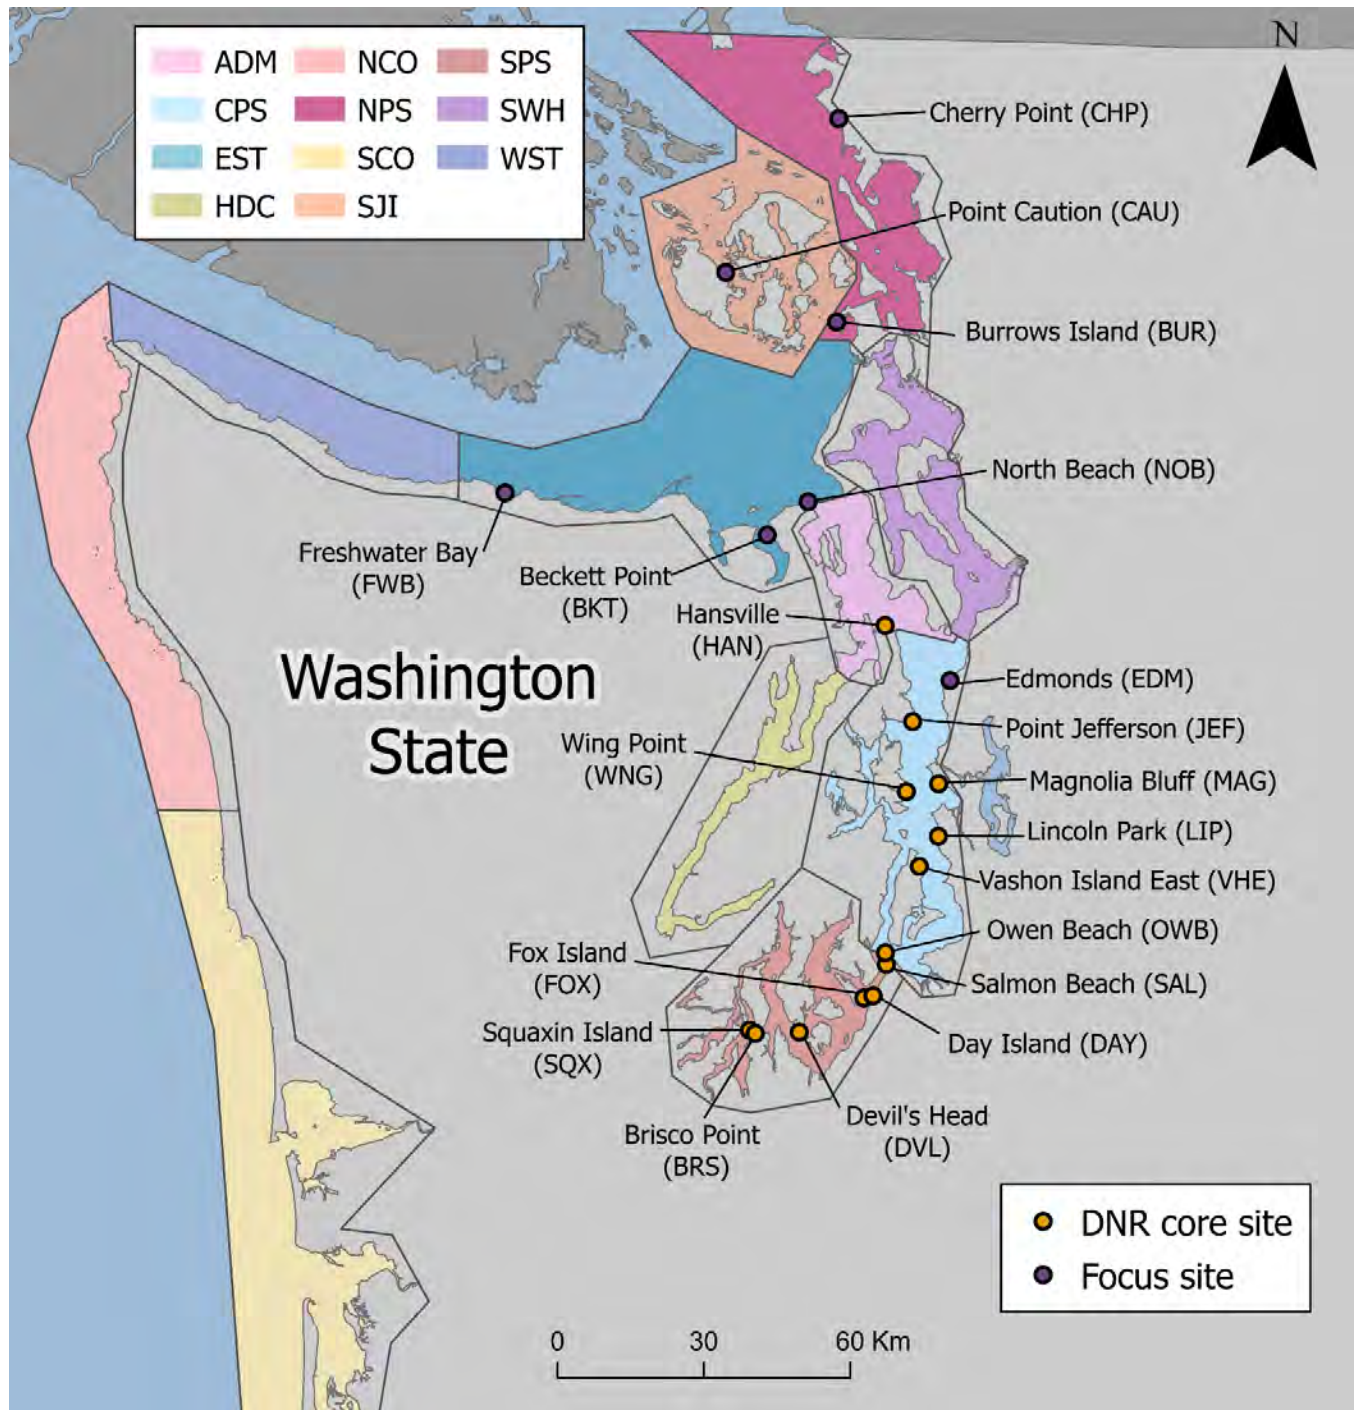 ADM
NCO
SPS
CPS
NPS
SWH
EST
SCO
WST
HDC
SJI
N
Cherry Point (CHP)
Point Caution (CAU)
Burrows Island (BUR)
North Beach (NOB)
Freshwater Bay
(FWB)
Beckett Point
(BKT)
Hansville
(HAN)
Washington
State
Edmonds (EDM)
Point Jefferson (JEF)
Wing Point
(WNG)
Magnolia Bluff (MAG)
Lincoln Park (LIP)
Vashon Island East (VHE)
Owen Beach (OWB)
Fox Island
(FOX)
Salmon Beach (SAL)
Squaxin Island
(SQX)
Day Island (DAY)
Brisco Point
(BRS)
Devil's Head
(DVL)
DNR core site
Focus site
0 30 60 Km